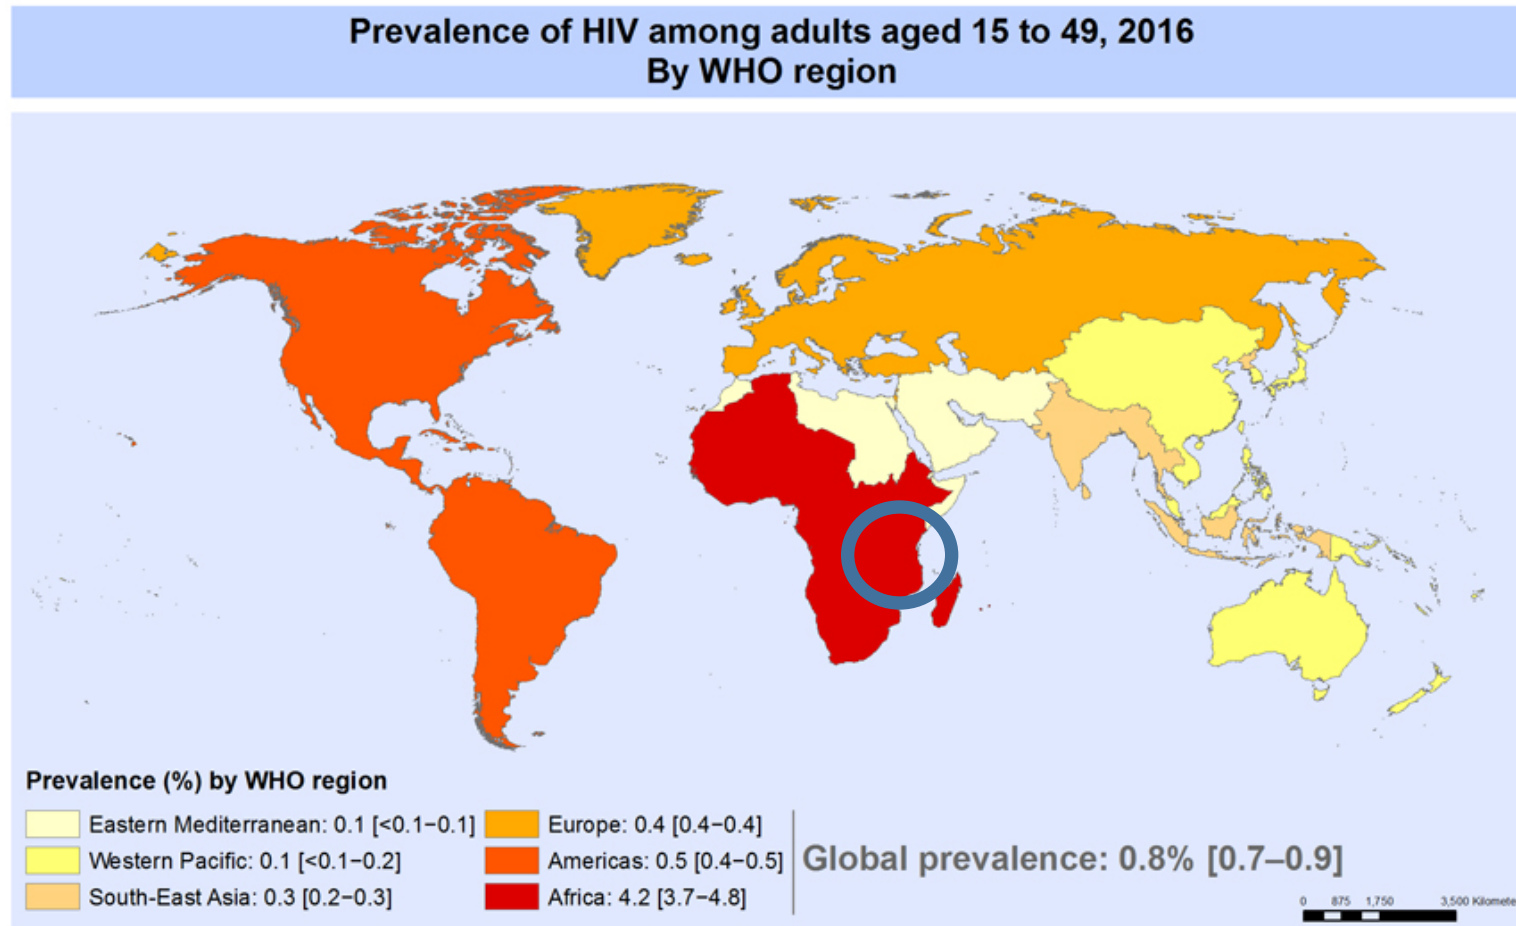 Prevalence of HIV among adults aged 15 to 49, 2016
By WHO region
Prevalence (%) by WHO region
Eastern Mediterranean: 0.1 [<0.1−0.1]
Western Pacific: 0.1 [<0.1−0.2]
South-East Asia: 0.3 [0.2−0.3]
Europe: 0.4 [0.4−0.4]
Americas: 0.5 [0.4−0.5]
Africa: 4.2 [3.7−4.8]
Global prevalence: 0.8% [0.7–0.9]
0 875 1,750 3,500 Kilomete